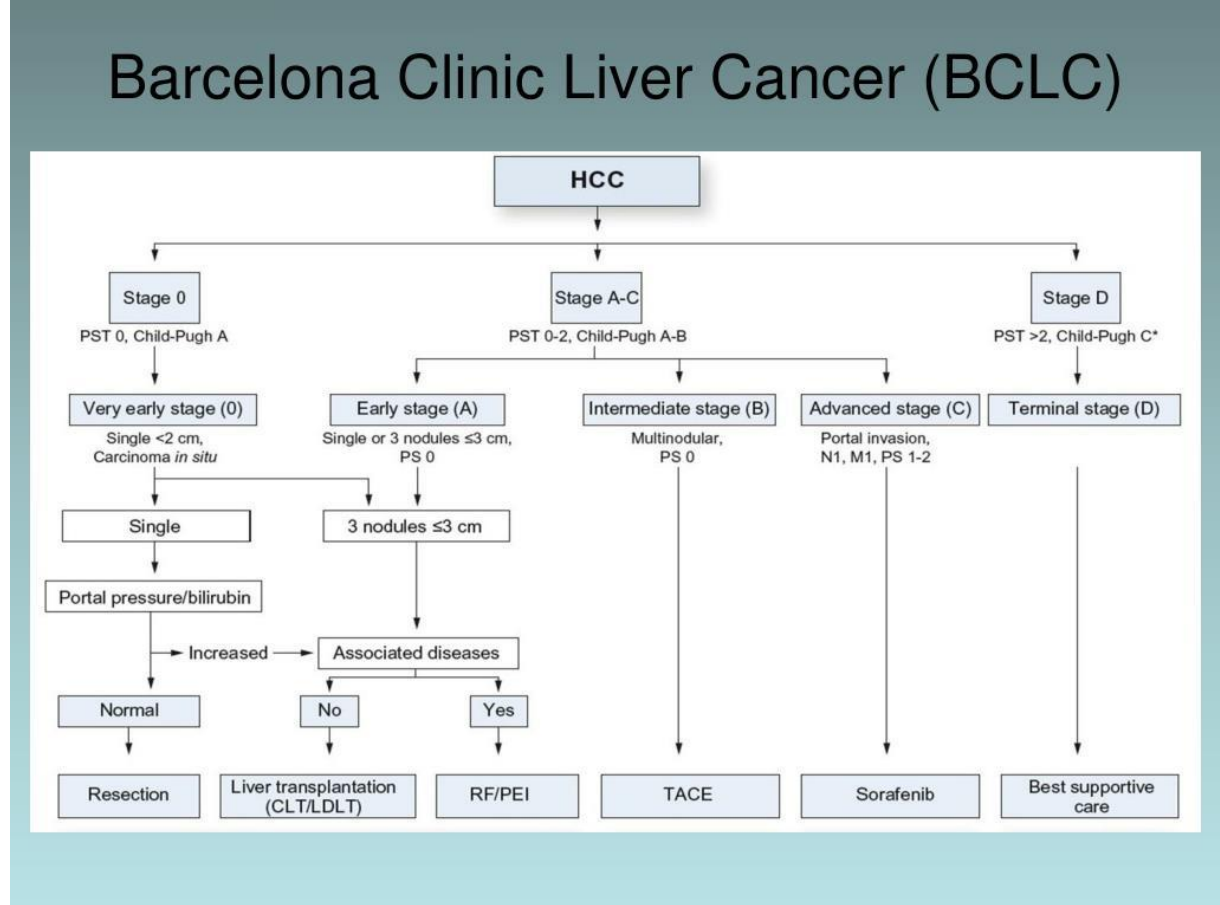 Barcelona Clinic Liver Cancer (BCLC)
HCC
Stage 0
PST 0, Child-Pugh A
Stage A-C
PST 0-2, Child-Pugh A-B
Stage D
PST >2, Child-Pugh C*
Very early stage (0)
Single <2 cm,
Carcinoma in situ
Early stage (A)
Single or 3 nodules ≤3 cm,
PS 0
Intermediate stage (B)
Multinodular,
PS 0
Advanced stage (C)
Portal invasion,
N1, M1, PS 1-2
Terminal stage (D)
Single
3 nodules ≤3 cm
Portal pressure/bilirubin
Increased
Associated diseases
Normal
No
Yes
Resection
Liver transplantation
(CLT/LDLT)
RF/PEI
TACE
Sorafenib
Best supportive
care